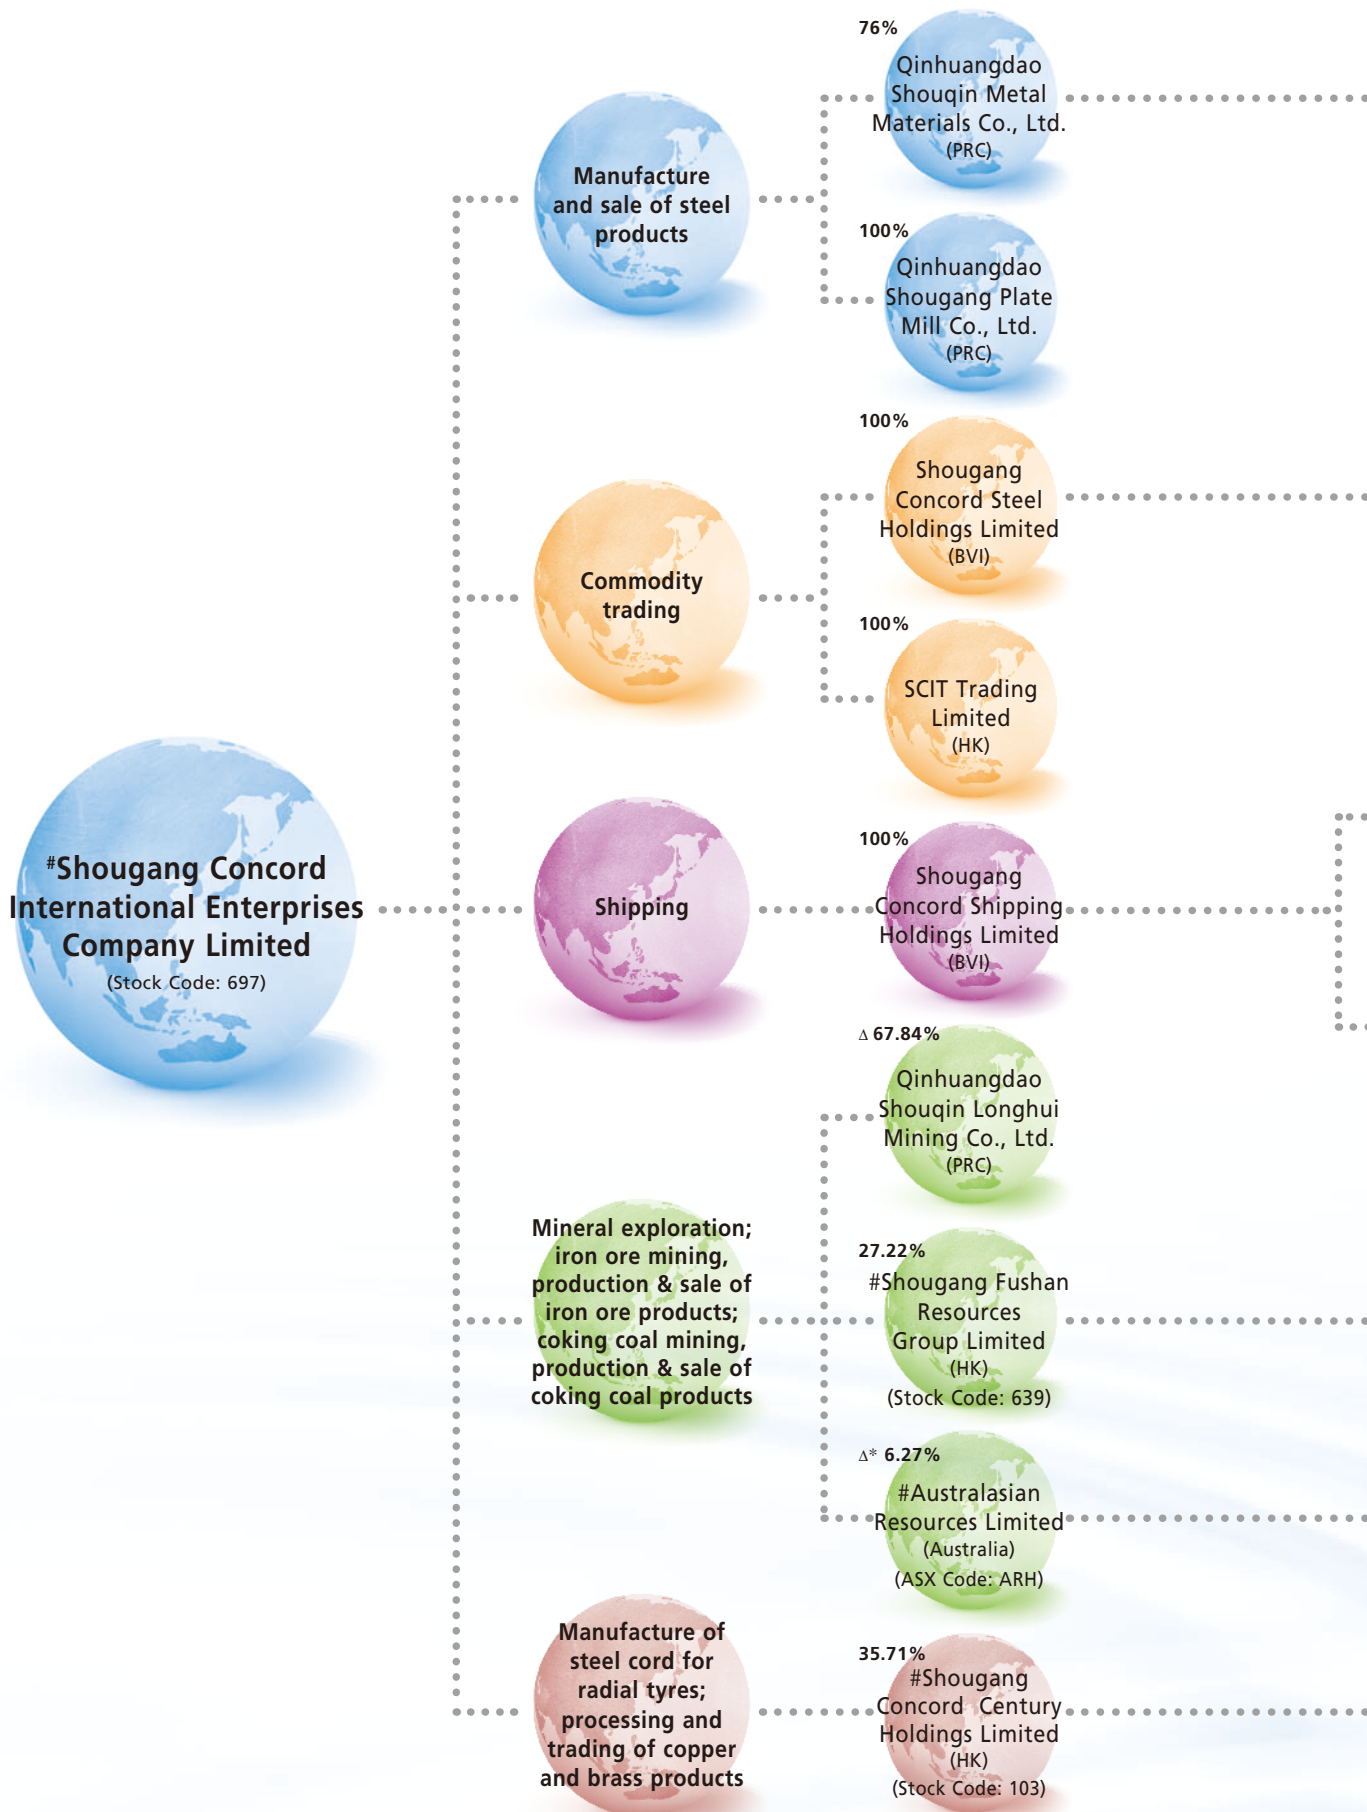 #Shougang Concord
International Enterprises
Company Limited
(Stock Code: 697)
Manufacture
and sale of steel
products
76%
Qinhuangdao
Shouqin Metal
Materials Co., Ltd.
(PRC)
100%
Qinhuangdao
Shougang Plate
Mill Co., Ltd.
(PRC)
Commodity
trading
100%
Shougang
Concord Steel
Holdings Limited
(BVI)
100%
SCIT Trading
Limited
(HK)
Shipping
100%
Shougang
Concord Shipping
Holdings Limited
(BVI)
Mineral exploration;
iron ore mining,
production & sale of
iron ore products;
coking coal mining,
production & sale of
coking coal products
Δ 67.84%
Qinhuangdao
Shouqin Longhui
Mining Co., Ltd.
(PRC)
27.22%
#Shougang Fushan
Resources
Group Limited
(HK)
(Stock Code: 639)
Δ* 6.27%
#Australasian
Resources Limited
(Australia)
(ASX Code: ARH)
Manufacture of
steel cord for
radial tyres;
processing and
trading of copper
and brass products
35.71%
#Shougang
Concord Century
Holdings Limited
(HK)
(Stock Code: 103)